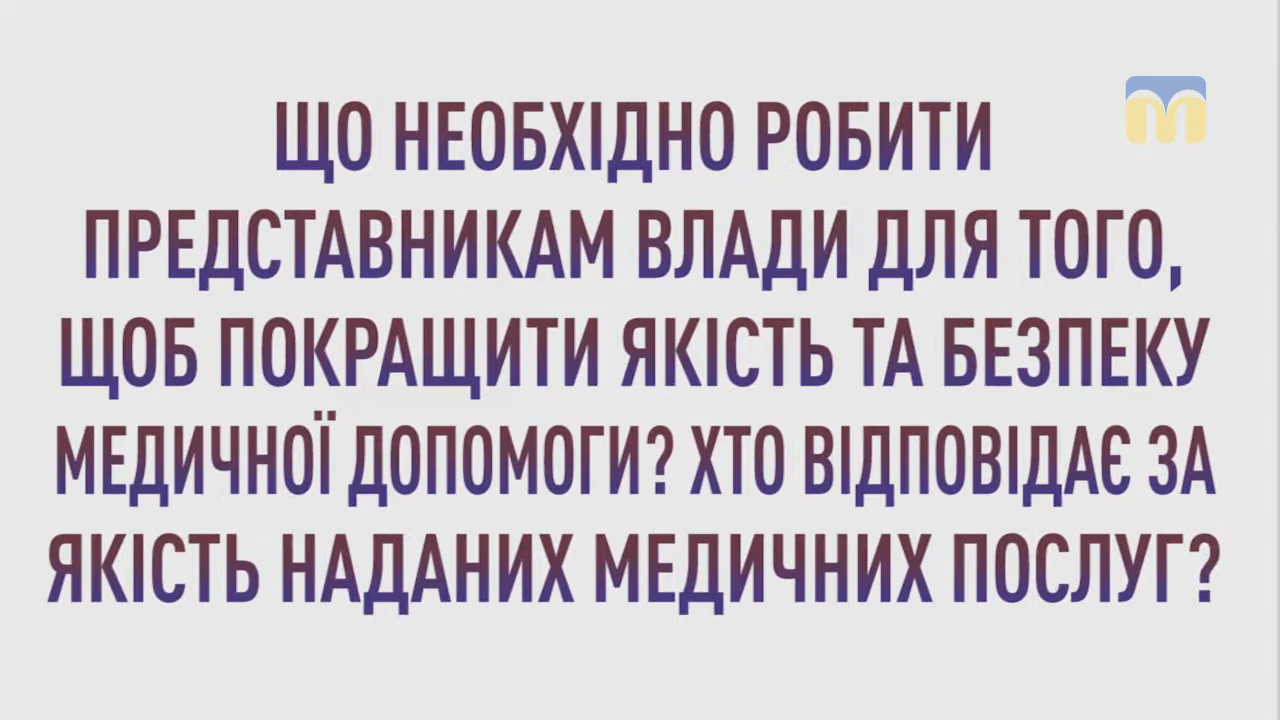 ЩО НЕОБХІДНО РОБИТИ
ПРЕДСТАВНИКАМ ВЛАДИ ДЛЯ ТОГО,
ЩОБ ПОКРАЩИТИ ЯКІСТЬ ТА БЕЗПЕКУ
МЕДИЧНОЇ ДОПОМОГИ? ХТО ВІДПОВІДАЄ ЗА
ЯКІСТЬ НАДАНИХ МЕДИЧНИХ ПОСЛУГ?